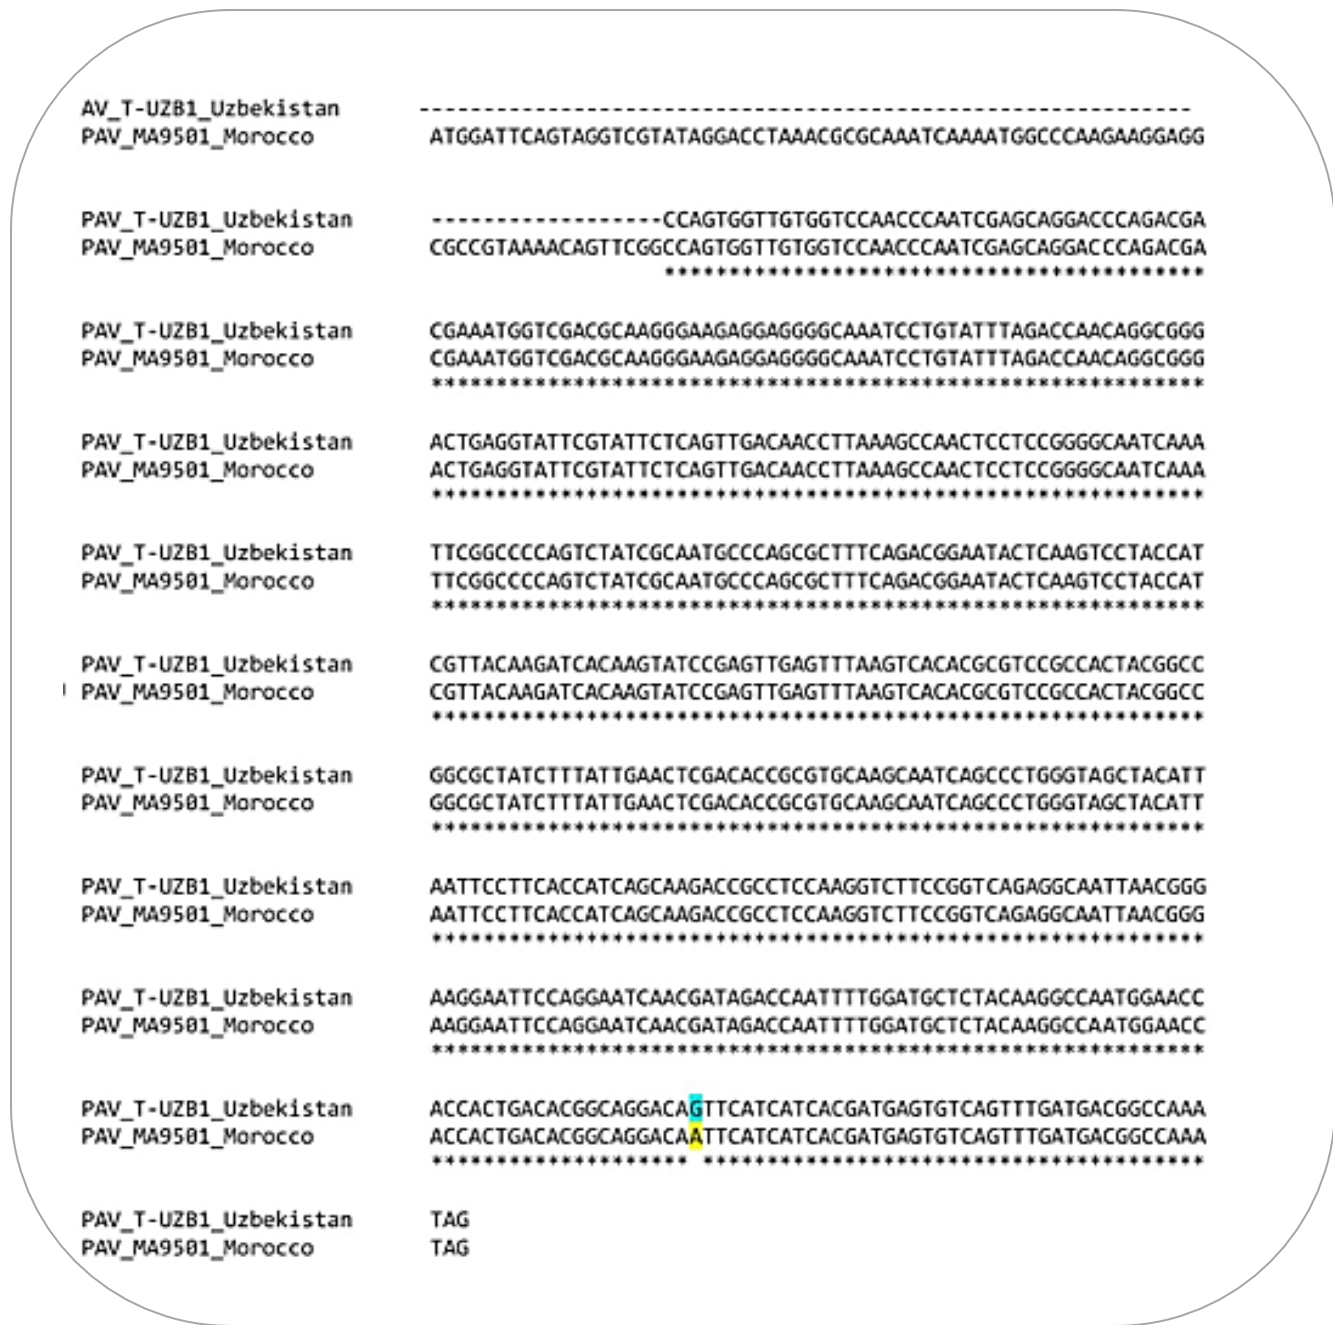 AV_T-UZB1_Uzbekistan ------------------------------------------------------------
PAV_MA9501_Morocco ATGGATTCAGTAGGTCGTATAGGACCTAAACGCGCAAATCAAAATGGCCCAAGAAGGAGG
PAV_T-UZB1_Uzbekistan ------------------CCAGTGGTTGTGGTCCAACCCAATCGAGCAGGACCCAGACGA
PAV_MA9501_Morocco CGCCGTAAAACAGTTCGGCCAGTGGTTGTGGTCCAACCCAATCGAGCAGGACCCAGACGA
******************************************
PAV_T-UZB1_Uzbekistan CGAAATGGTCGACGCAAGGGAAGAGGAGGGGCAAATCCTGTATTTAGACCAACAGGCGGG
PAV_MA9501_Morocco CGAAATGGTCGACGCAAGGGAAGAGGAGGGGCAAATCCTGTATTTAGACCAACAGGCGGG
************************************************************
PAV_T-UZB1_Uzbekistan ACTGAGGTATTCGTATTCTCAGTTGACAACCTTAAAGCCAACTCCTCCGGGGCAATCAAA
PAV_MA9501_Morocco ACTGAGGTATTCGTATTCTCAGTTGACAACCTTAAAGCCAACTCCTCCGGGGCAATCAAA
************************************************************
PAV_T-UZB1_Uzbekistan TTCGGCCCCAGTCTATCGCAATGCCCAGCGCTTTCAGACGGAATACTCAAGTCCTACCAT
PAV_MA9501_Morocco TTCGGCCCCAGTCTATCGCAATGCCCAGCGCTTTCAGACGGAATACTCAAGTCCTACCAT
************************************************************
PAV_T-UZB1_Uzbekistan CGTTACAAGATCACAAGTATCCGAGTTGAGTTTAAGTCACACGCGTCCGCCACTACGGCC
PAV_MA9501_Morocco CGTTACAAGATCACAAGTATCCGAGTTGAGTTTAAGTCACACGCGTCCGCCACTACGGCC
************************************************************
PAV_T-UZB1_Uzbekistan GGCGCTATCTTTATTGAACTCGACACCGCGTGCAAGCAATCAGCCCTGGGTAGCTACATT
PAV_MA9501_Morocco GGCGCTATCTTTATTGAACTCGACACCGCGTGCAAGCAATCAGCCCTGGGTAGCTACATT
************************************************************
PAV_T-UZB1_Uzbekistan AATTCCTTCACCATCAGCAAGACCGCCTCCAAGGTCTTCCGGTCAGAGGCAATTAACGGG
PAV_MA9501_Morocco AATTCCTTCACCATCAGCAAGACCGCCTCCAAGGTCTTCCGGTCAGAGGCAATTAACGGG
************************************************************
PAV_T-UZB1_Uzbekistan AAGGAATTCCAGGAATCAACGATAGACCAATTTTGGATGCTCTACAAGGCCAATGGAACC
PAV_MA9501_Morocco AAGGAATTCCAGGAATCAACGATAGACCAATTTTGGATGCTCTACAAGGCCAATGGAACC
************************************************************
PAV_T-UZB1_Uzbekistan ACCACTGACACGGCAGGACAGTTCATCATCACGATGAGTGTCAGTTTGATGACGGCCAAA
PAV_MA9501_Morocco ACCACTGACACGGCAGGACAATTCATCATCACGATGAGTGTCAGTTTGATGACGGCCAAA
******************** ***************************************
PAV_T-UZB1_Uzbekistan TAG
PAV_MA9501_Morocco TAG